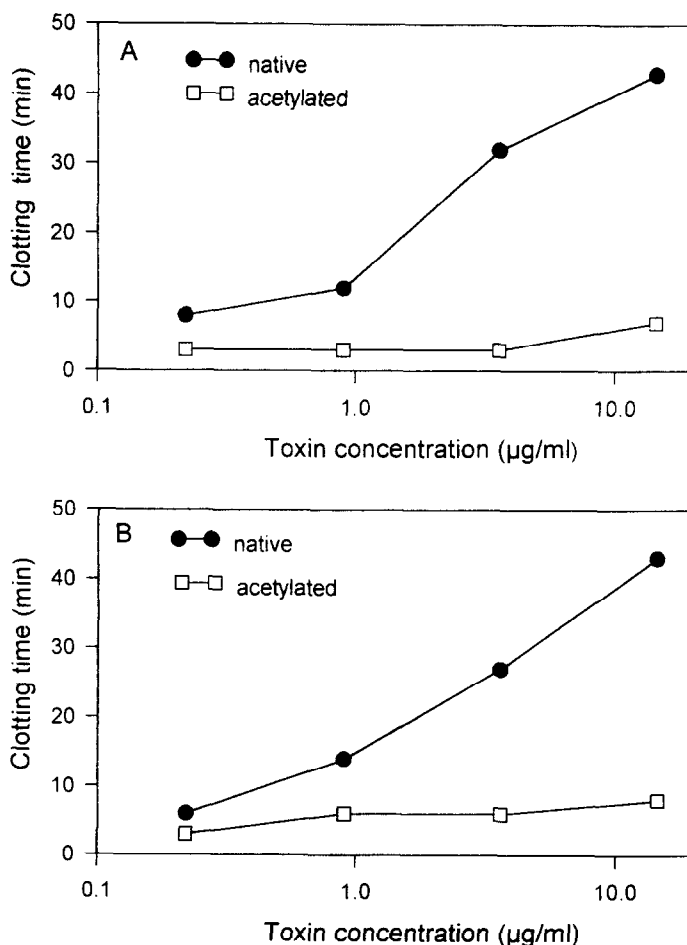 50
A
native
40
acetylated
30
20
10
0
Clotting time (min)
0.1
1.0
10.0
Toxin concentration (µg/ml)
50
B
native
40
acetylated
30
20
10
0
Clotting time (min)
0.1
1.0
10.0
Toxin concentration (µg/ml)